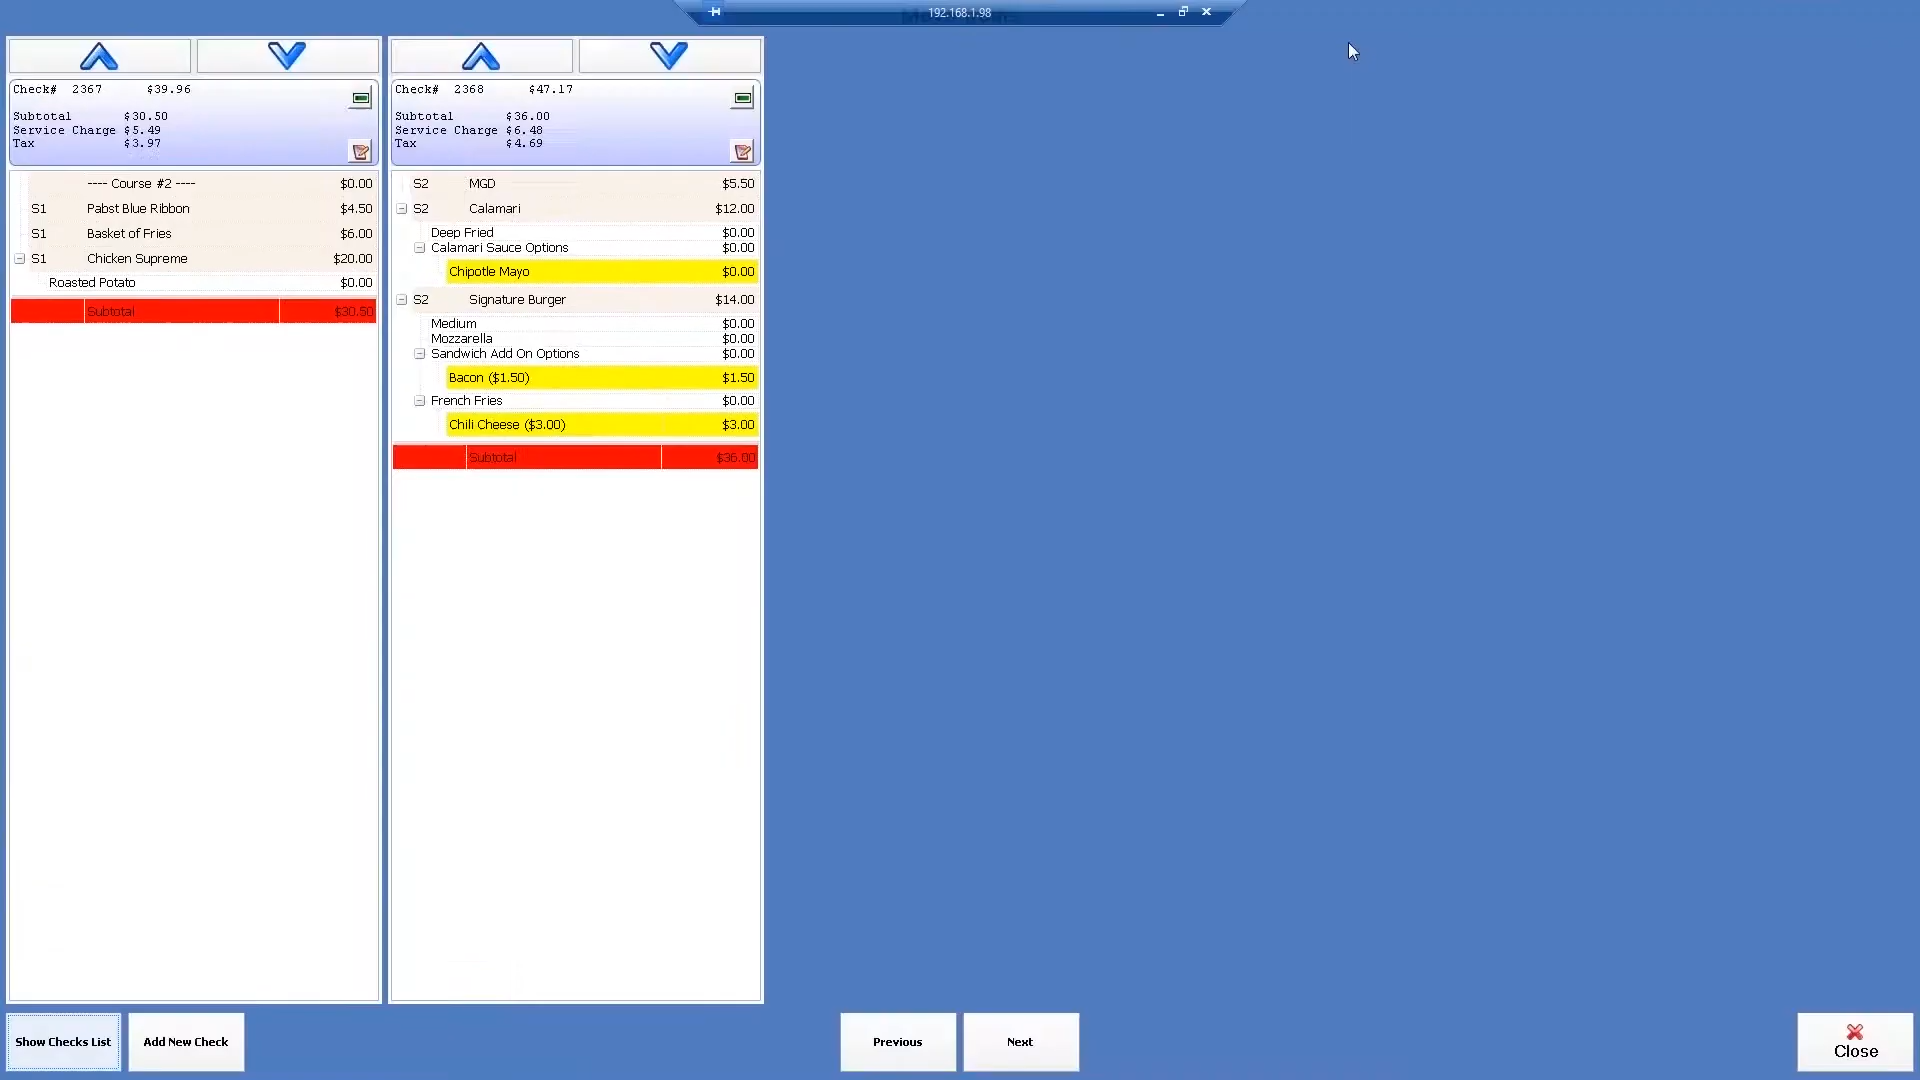 192.168.1.98
Check# 2367 $39.96
Subtotal $30.50
Service Charge $5.49
Tax $3.97
---- Course #2 ---- $0.00
S1 Pabst Blue Ribbon $4.50
S1 Basket of Fries $6.00
S1 Chicken Supreme $20.00
Roasted Potato $0.00
Subtotal $30.50
Check# 2368 $47.17
Subtotal $36.00
Service Charge $6.48
Tax $4.69
S2 MGD $5.50
S2 Calamari $12.00
Deep Fried $0.00
Calamari Sauce Options $0.00
Chipotle Mayo $0.00
S2 Signature Burger $14.00
Medium $0.00
Mozzarella $0.00
Sandwich Add On Options $0.00
Bacon ($1.50) $1.50
French Fries $0.00
Chili Cheese ($3.00) $3.00
Subtotal $36.00
Show Checks List
Add New Check
Previous
Next
Close